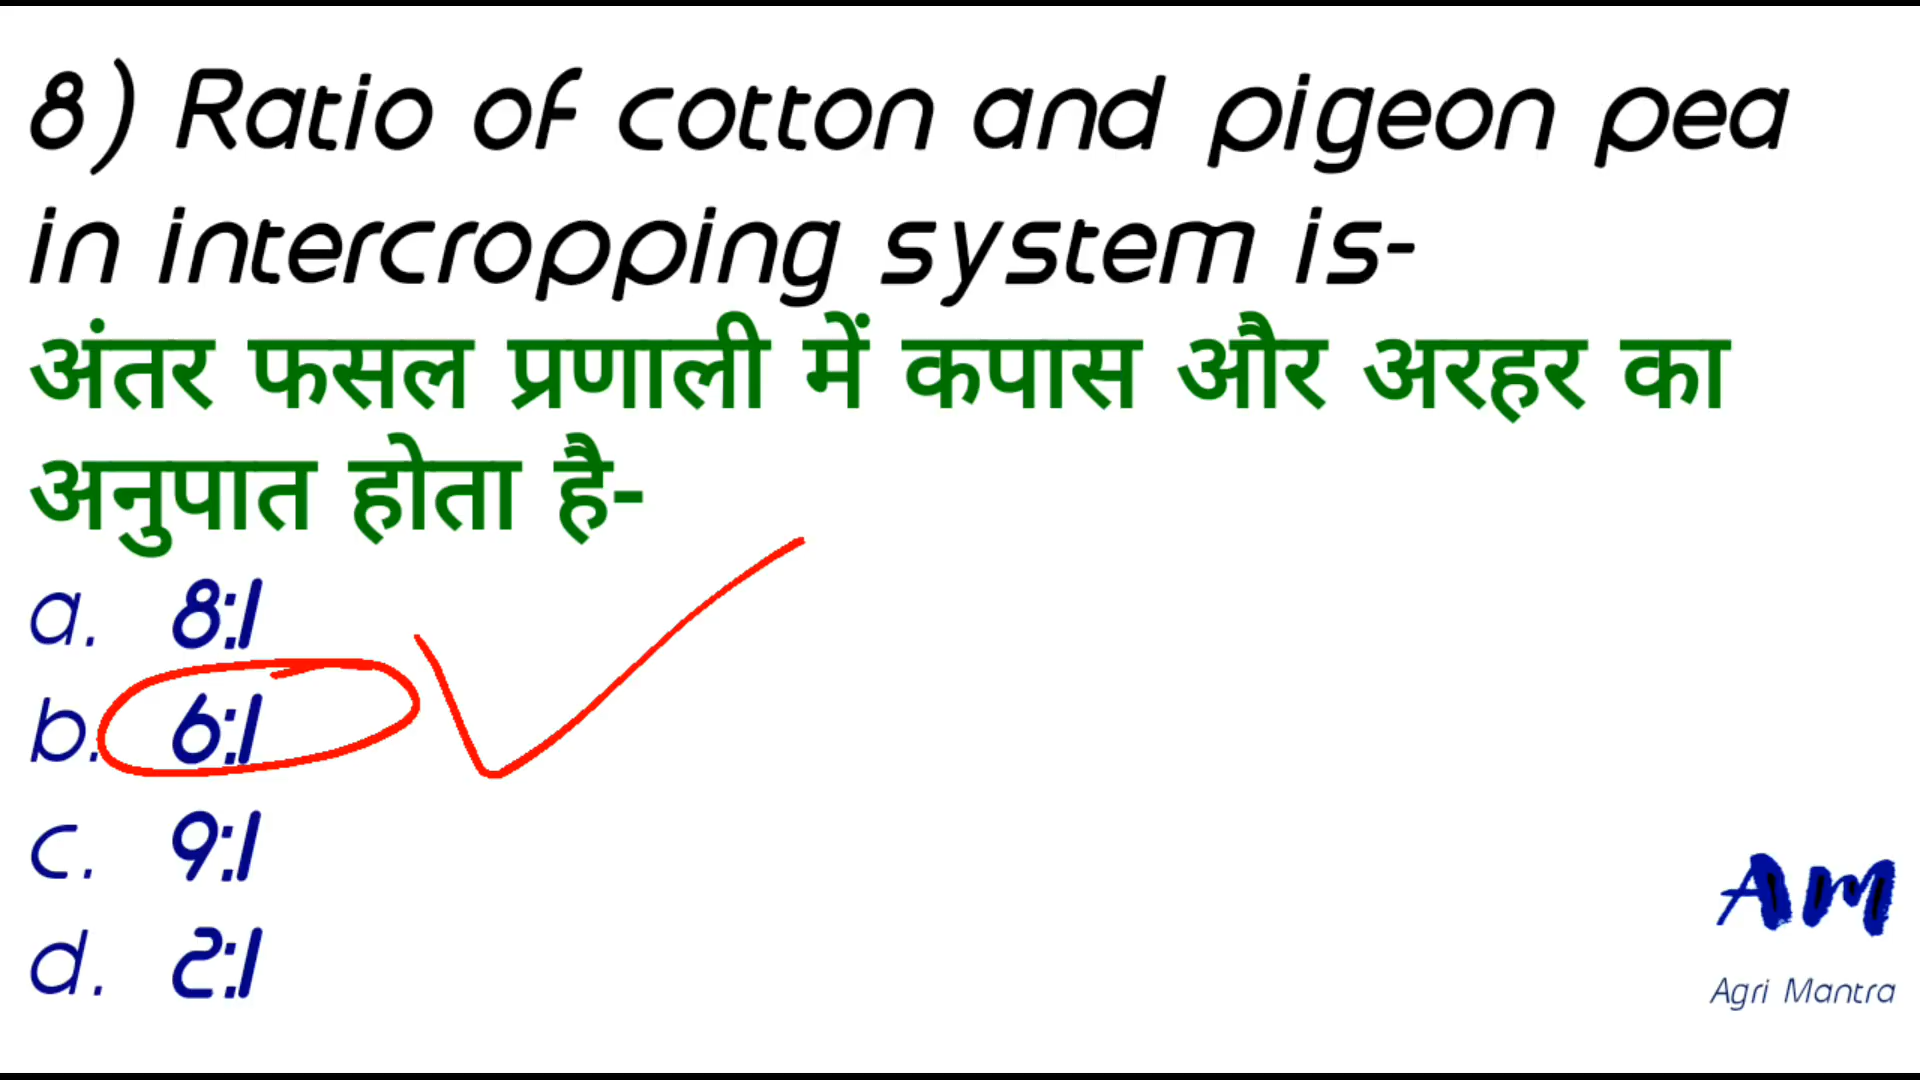 8) Ratio of cotton and pigeon pea
in intercropping system is-
अंतर फसल प्रणाली में कपास और अरहर का
अनुपात होता है-
a. 8:1
b. 6:1
c. 9:1
d. 2:1
AM
Agri Mantra